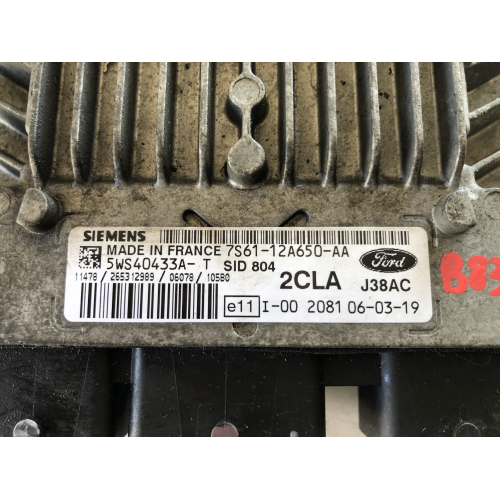 SIEMENS
MADE IN FRANCE 7S61-12A650-AA
5WS40433A- T SID 804
11478 / 265312989 / 06078 / 10580
2CLA
Ford
J38AC
e11 I-00 2081 06-03-19